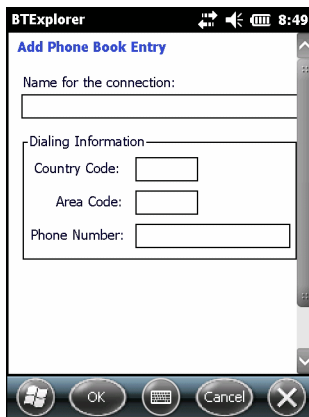 BTExplorer 8:49
Add Phone Book Entry
Name for the connection:
Dialing Information
Country Code:
Area Code:
Phone Number:
OK Cancel